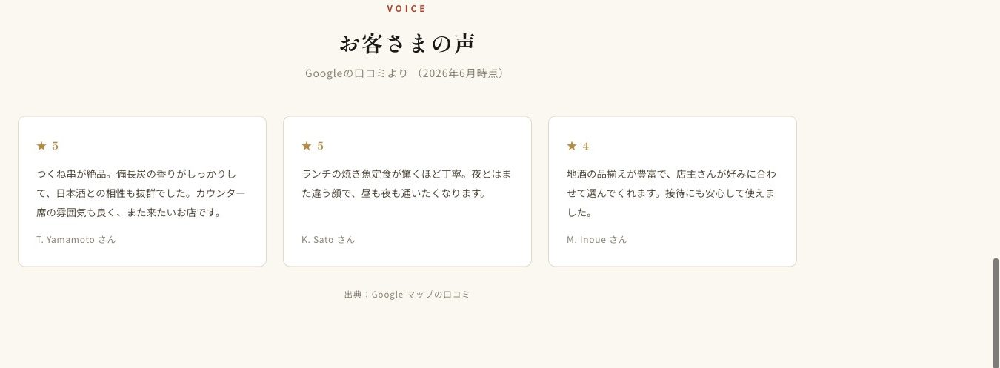 VOICE
お客さまの声
Googleの口コミより （2026年6月時点）
★ 5
つくね串が絶品。備長炭の香りがしっかりし
て、日本酒との相性も抜群でした。カウンター
席の雰囲気も良く、また来たいお店です。
T. Yamamoto さん
★ 5
ランチの焼き魚定食が驚くほど丁寧。夜とはま
た違う顔で、昼も夜も通いたくなります。
K. Sato さん
★ 4
地酒の品揃えが豊富で、店主さんが好みに合わ
せて選んでくれます。接待にも安心して使えま
した。
M. Inoue さん
出典：Google マップの口コミ